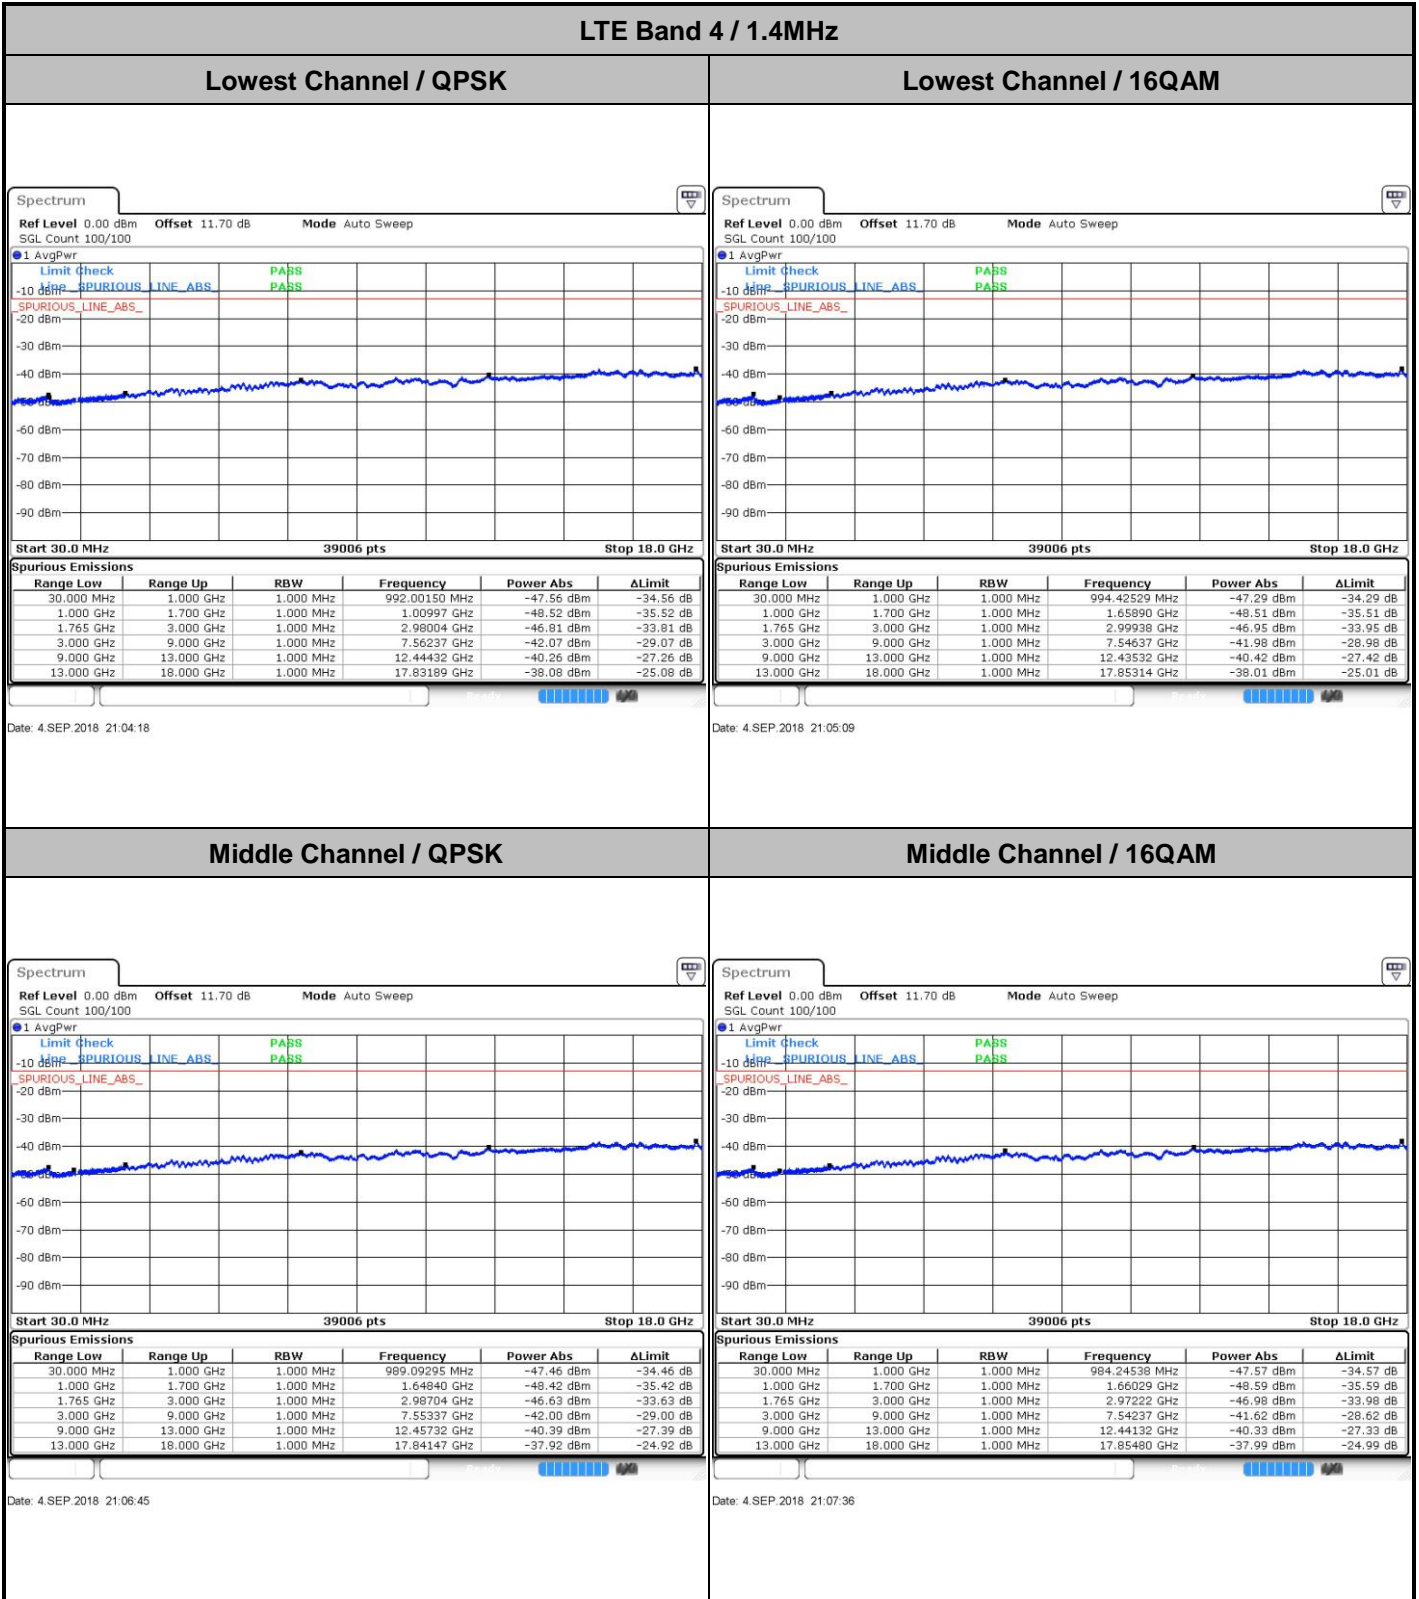 LTE Band 4 / 1.4MHz
Lowest Channel / QPSK
Lowest Channel / 16QAM
Spectrum
Ref Level 0.00 dBm Offset 11.70 dB Mode Auto Sweep
SGL Count 100/100
1 AvgPwr
Limit Check PASS
Line _SPURIOUS_LINE_ABS_ PASS
-10 dBm
_SPURIOUS_LINE_ABS_
-20 dBm
-30 dBm
-40 dBm
-60 dBm
-70 dBm
-80 dBm
-90 dBm
Start 30.0 MHz 39006 pts Stop 18.0 GHz
Spurious Emissions
Range Low Range Up RBW Frequency Power Abs ΔLimit
30.000 MHz 1.000 GHz 1.000 MHz 992.00150 MHz -47.56 dBm -34.56 dB
1.000 GHz 1.700 GHz 1.000 MHz 1.00997 GHz -48.52 dBm -35.52 dB
1.765 GHz 3.000 GHz 1.000 MHz 2.98004 GHz -46.81 dBm -33.81 dB
3.000 GHz 9.000 GHz 1.000 MHz 7.56237 GHz -42.07 dBm -29.07 dB
9.000 GHz 13.000 GHz 1.000 MHz 12.44432 GHz -40.26 dBm -27.26 dB
13.000 GHz 18.000 GHz 1.000 MHz 17.83189 GHz -38.08 dBm -25.08 dB
Date: 4.SEP.2018 21:04:18
Spectrum
Ref Level 0.00 dBm Offset 11.70 dB Mode Auto Sweep
SGL Count 100/100
1 AvgPwr
Limit Check PASS
Line _SPURIOUS_LINE_ABS_ PASS
-10 dBm
_SPURIOUS_LINE_ABS_
-20 dBm
-30 dBm
-40 dBm
-60 dBm
-70 dBm
-80 dBm
-90 dBm
Start 30.0 MHz 39006 pts Stop 18.0 GHz
Spurious Emissions
Range Low Range Up RBW Frequency Power Abs ΔLimit
30.000 MHz 1.000 GHz 1.000 MHz 994.42529 MHz -47.29 dBm -34.29 dB
1.000 GHz 1.700 GHz 1.000 MHz 1.65890 GHz -48.51 dBm -35.51 dB
1.765 GHz 3.000 GHz 1.000 MHz 2.99938 GHz -46.95 dBm -33.95 dB
3.000 GHz 9.000 GHz 1.000 MHz 7.54637 GHz -41.98 dBm -28.98 dB
9.000 GHz 13.000 GHz 1.000 MHz 12.43532 GHz -40.42 dBm -27.42 dB
13.000 GHz 18.000 GHz 1.000 MHz 17.85314 GHz -38.01 dBm -25.01 dB
Date: 4.SEP.2018 21:05:09
Middle Channel / QPSK
Middle Channel / 16QAM
Spectrum
Ref Level 0.00 dBm Offset 11.70 dB Mode Auto Sweep
SGL Count 100/100
1 AvgPwr
Limit Check PASS
Line _SPURIOUS_LINE_ABS_ PASS
-10 dBm
_SPURIOUS_LINE_ABS_
-20 dBm
-30 dBm
-40 dBm
-60 dBm
-70 dBm
-80 dBm
-90 dBm
Start 30.0 MHz 39006 pts Stop 18.0 GHz
Spurious Emissions
Range Low Range Up RBW Frequency Power Abs ΔLimit
30.000 MHz 1.000 GHz 1.000 MHz 989.09295 MHz -47.46 dBm -34.46 dB
1.000 GHz 1.700 GHz 1.000 MHz 1.64840 GHz -48.42 dBm -35.42 dB
1.765 GHz 3.000 GHz 1.000 MHz 2.98704 GHz -46.63 dBm -33.63 dB
3.000 GHz 9.000 GHz 1.000 MHz 7.55337 GHz -42.00 dBm -29.00 dB
9.000 GHz 13.000 GHz 1.000 MHz 12.45732 GHz -40.39 dBm -27.39 dB
13.000 GHz 18.000 GHz 1.000 MHz 17.84147 GHz -37.92 dBm -24.92 dB
Date: 4.SEP.2018 21:06:45
Spectrum
Ref Level 0.00 dBm Offset 11.70 dB Mode Auto Sweep
SGL Count 100/100
1 AvgPwr
Limit Check PASS
Line _SPURIOUS_LINE_ABS_ PASS
-10 dBm
_SPURIOUS_LINE_ABS_
-20 dBm
-30 dBm
-40 dBm
-60 dBm
-70 dBm
-80 dBm
-90 dBm
Start 30.0 MHz 39006 pts Stop 18.0 GHz
Spurious Emissions
Range Low Range Up RBW Frequency Power Abs ΔLimit
30.000 MHz 1.000 GHz 1.000 MHz 984.24538 MHz -47.57 dBm -34.57 dB
1.000 GHz 1.700 GHz 1.000 MHz 1.66029 GHz -48.59 dBm -35.59 dB
1.765 GHz 3.000 GHz 1.000 MHz 2.97222 GHz -46.98 dBm -33.98 dB
3.000 GHz 9.000 GHz 1.000 MHz 7.54237 GHz -41.62 dBm -28.62 dB
9.000 GHz 13.000 GHz 1.000 MHz 12.44132 GHz -40.33 dBm -27.33 dB
13.000 GHz 18.000 GHz 1.000 MHz 17.85480 GHz -37.99 dBm -24.99 dB
Date: 4.SEP.2018 21:07:36